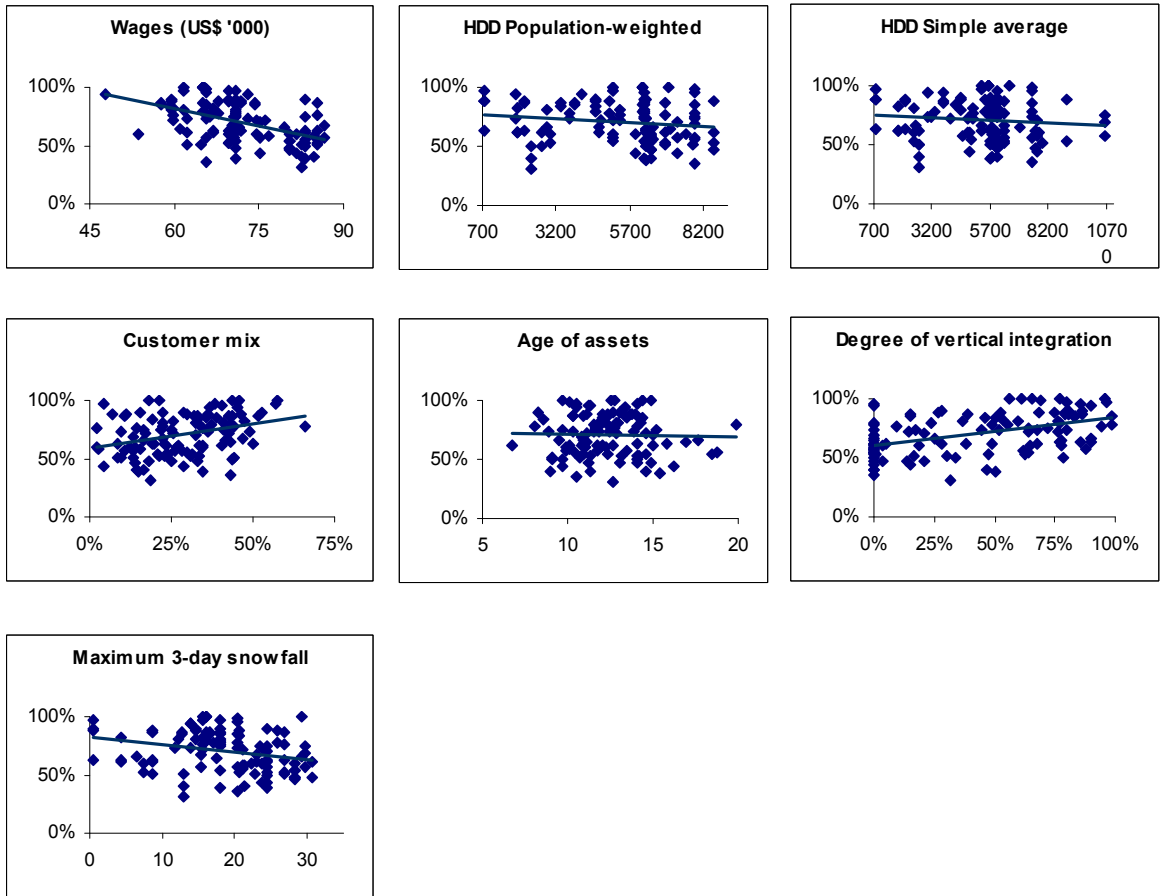 Wages (US$ '000)
100%
50%
0%
45 60 75 90
HDD Population-weighted
100%
50%
0%
700 3200 5700 8200
HDD Simple average
100%
50%
0%
700 3200 5700 8200 1070
0
Customer mix
100%
50%
0%
0% 25% 50% 75%
Age of assets
100%
50%
0%
5 10 15 20
Degree of vertical integration
100%
50%
0%
0% 25% 50% 75% 100%
Maximum 3-day snowfall
100%
50%
0%
0 10 20 30